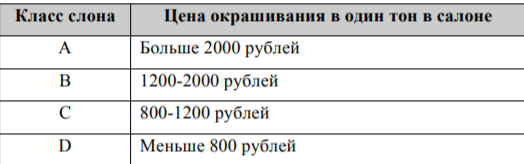 Класс слона Цена окрашивания в один тон в салоне
A Больше 2000 рублей
B 1200-2000 рублей
C 800-1200 рублей
D Меньше 800 рублей